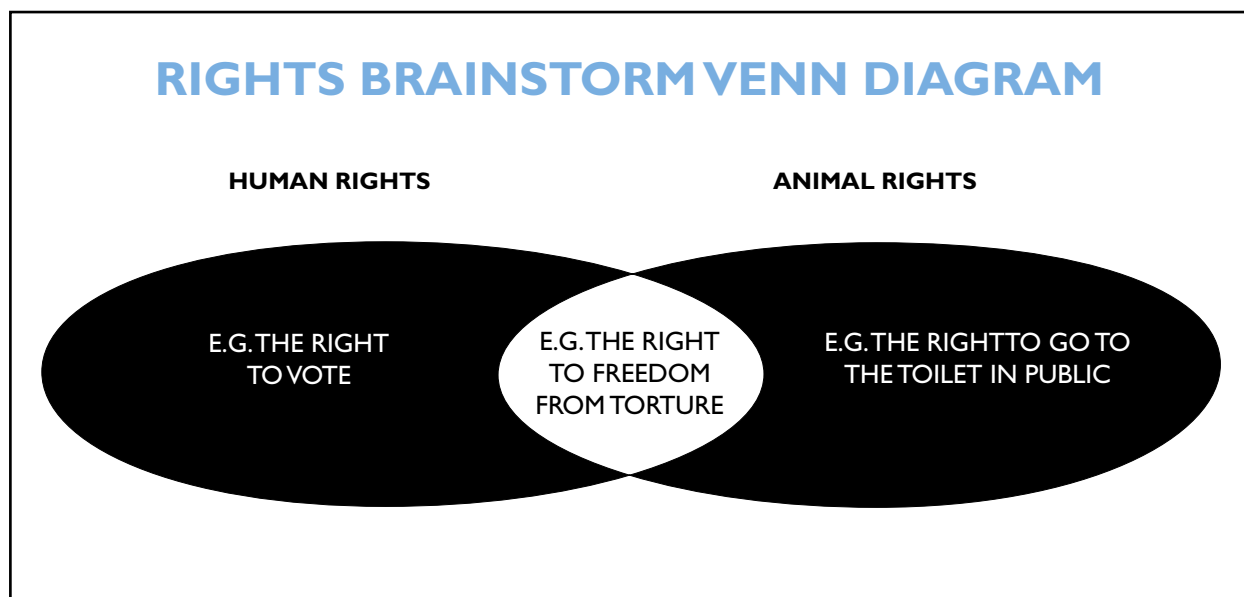 RIGHTS BRAINSTORM VENN DIAGRAM
HUMAN RIGHTS
ANIMAL RIGHTS
E.G. THE RIGHT
TO VOTE
E.G. THE RIGHT
TO FREEDOM
FROM TORTURE
E.G. THE RIGHT TO GO TO
THE TOILET IN PUBLIC